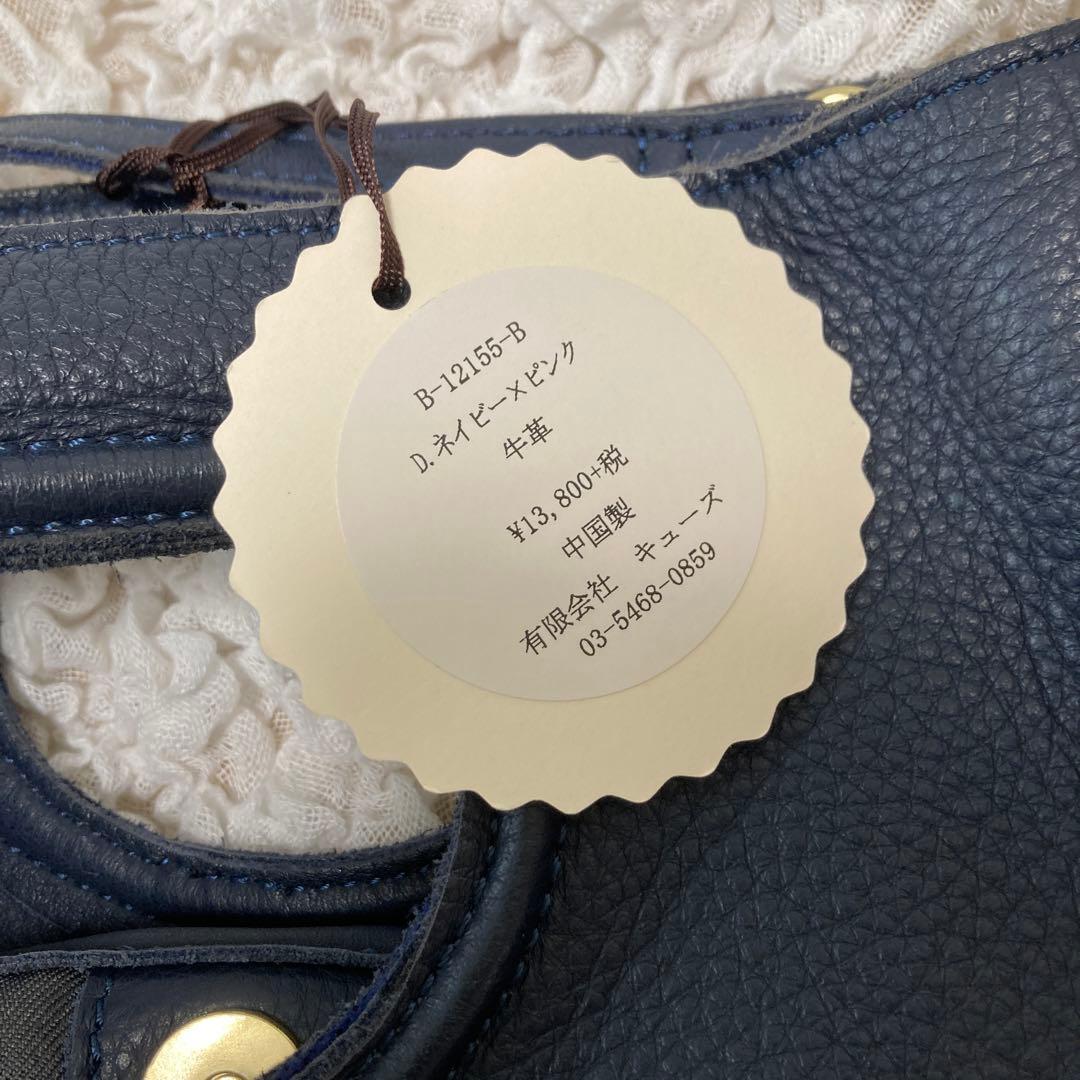 B-12155-B
D.ネイビー×ピンク
牛革
¥13,800+税
中国製
有限会社 キューズ
03-5468-0859